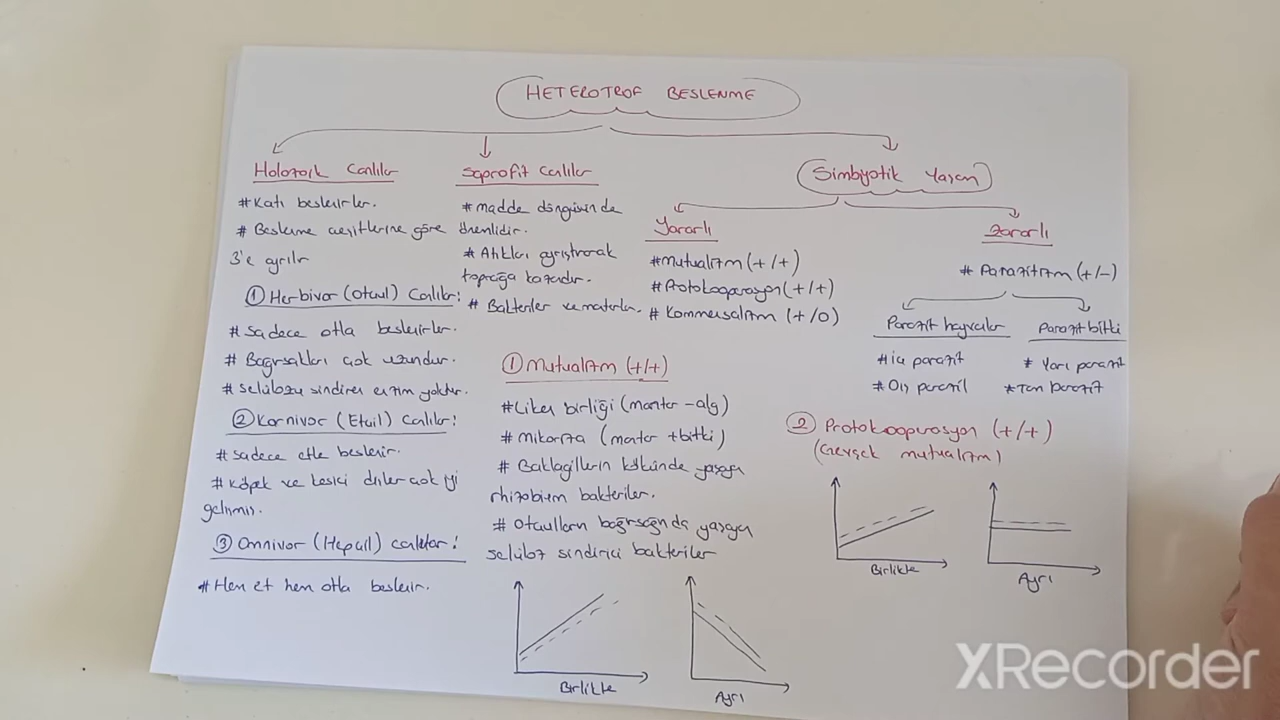 HETEROTROF BESLENME
Holozoik Canlılar
# Katı beslenirler.
# Beslenme çeşitlerine göre
3'e ayrılır
① Herbivor (Otçul) Canlılar:
# Sadece otla beslenirler.
# Bağırsakları çok uzundur.
# Selülozu sindiren enzim yoktur.
② Karnivor (Etçil) Canlılar:
# Sadece etle beslenir.
# Köpek ve kesici dişler çok iyi
gelişmiş.
③ Omnivor (Hepçil) Canlılar:
# Hem et hem otla beslenir.
Saprofit Canlılar
# Madde döngüsünde
önemlidir.
# Atıkları ayrıştırarak
toprağa kazadır.
# Bakteriler ve mantarlar.
Simbiyotik Yaşam
Yararlı
# Mutualizm (+/+)
# Protokooperasyon (+/+)
# Kommensalizm (+/0)
Zararlı
# Parazitizm (+/-)
Parazit hayvanlar
# iç parazit
# Dış parazit
Parazit bitki
* Yarı parazit
* Tam parazit
① Mutualizm (+/+)
# Liken birliği (mantar - alg)
# Mikoriza (mantar + bitki)
# Baklagillerin kökünde yaşayan
rhizobium bakteriler.
# Otçulların bağırsağında yaşayan
selüloz sindirici bakteriler
Birlikte
Ayrı
② Protokooperasyon (+/+)
(Gevşek mutualizm)
Birlikte
Ayrı
XRecorder